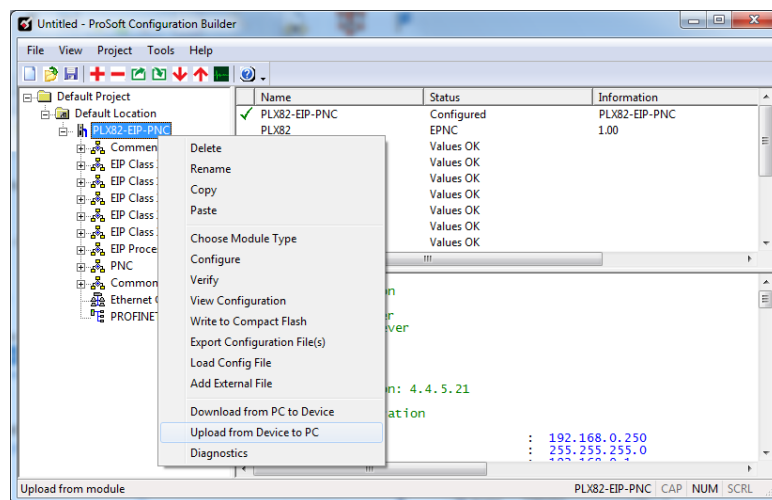 Untitled - ProSoft Configuration Builder
File View Project Tools Help
Default Project
Default Location
PLX82-EIP-PNC
Commen
EIP Class
EIP Class
EIP Class
EIP Class
EIP Class
EIP Proce
PNC
Common
Ethernet
PROFINET
Name Status Information
PLX82-EIP-PNC Configured PLX82-EIP-PNC
PLX82 EPNC 1.00
Values OK
Values OK
Values OK
Values OK
Values OK
Values OK
Delete
Rename
Copy
Paste
Choose Module Type
Configure
Verify
View Configuration
Write to Compact Flash
Export Configuration File(s)
Load Config File
Add External File
Download from PC to Device
Upload from Device to PC
Diagnostics
n: 4.4.5.21
ation
: 192.168.0.250
: 255.255.255.0
Upload from module PLX82-EIP-PNC CAP NUM SCRL